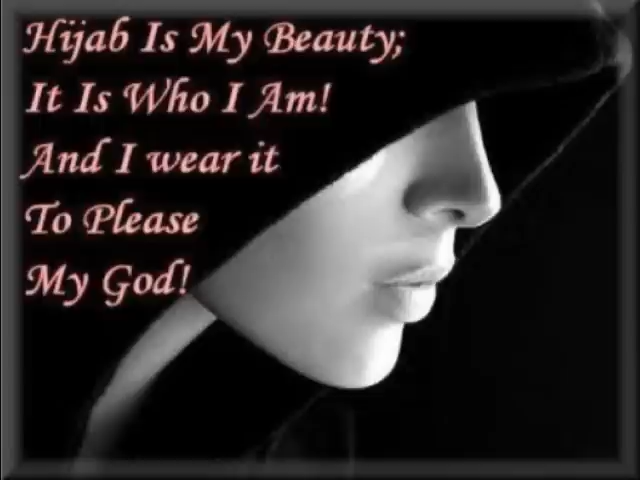 Hijab Is My Beauty;
It Is Who I Am!
And I wear it
To Please
My God!